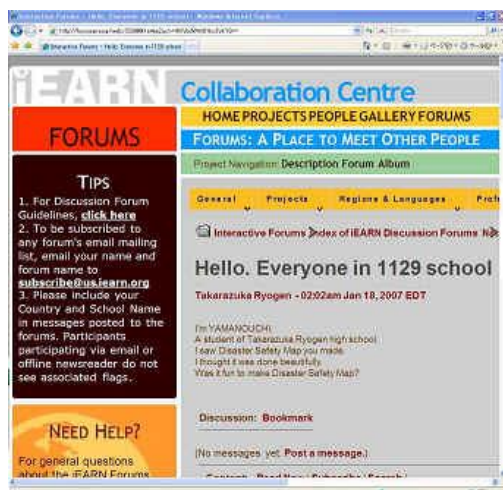 iEARN Collaboration Centre
HOME PROJECTS PEOPLE GALLERY FORUMS
FORUMS
FORUMS: A PLACE TO MEET OTHER PEOPLE
Project Navigation: Description Forum Album
TIPS
1. For Discussion Forum
Guidelines, click here
2. To be subscribed to
any forum's email mailing
list, email your name and
forum name to
subscribe@us.iearn.org
3. Please include your
Country and School Name
in messages posted to the
forums. Participants
participating via email or
offline newsreader do not
see associated flags.
NEED HELP?
For general questions
about the iEARN Forums
General Projects Regions & Languages
Interactive Forums Index of iEARN Discussion Forums
Hello. Everyone in 1129 school
Takarazuka Ryogen - 02:02am Jan 18, 2007 EDT
I'm YAMANOUCHI.
A student of Takarazuka Ryogen high school.
I saw Disaster Safety Map you made.
I thought it was done beautifully.
Was it fun to make Disaster Safety Map?
Discussion: Bookmark
(No messages yet. Post a message.)